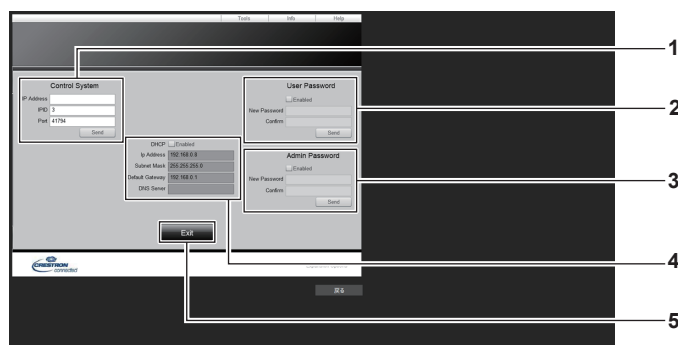 Tools Info Help
1
Control System
IP Address
IPID 3
Port 41794
Send
User Password
Enabled
New Password
Confirm
Send
2
DHCP Enabled
Ip Address 192.168.0.8
Subnet Mask 255.255.255.0
Default Gateway 192.168.0.1
DNS Server
Admin Password
Enabled
New Password
Confirm
Send
3
Exit
CRESTRON
connected
4
戻る
5